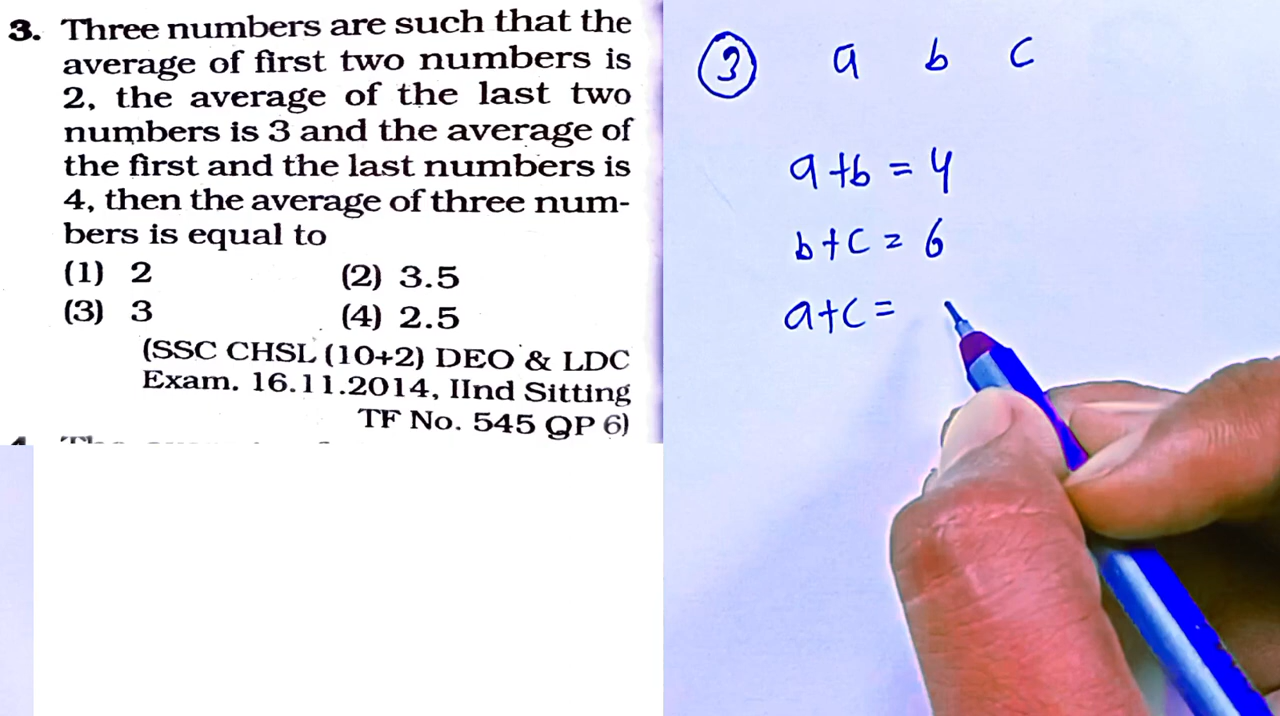 3. Three numbers are such that the
average of first two numbers is
2, the average of the last two
numbers is 3 and the average of
the first and the last numbers is
4, then the average of three num-
bers is equal to
(1) 2 (2) 3.5
(3) 3 (4) 2.5
(SSC CHSL (10+2) DEO & LDC
Exam. 16.11.2014, IInd Sitting
TF No. 545 QP 6)
3 a b c
a+b = 4
b+c = 6
a+c =